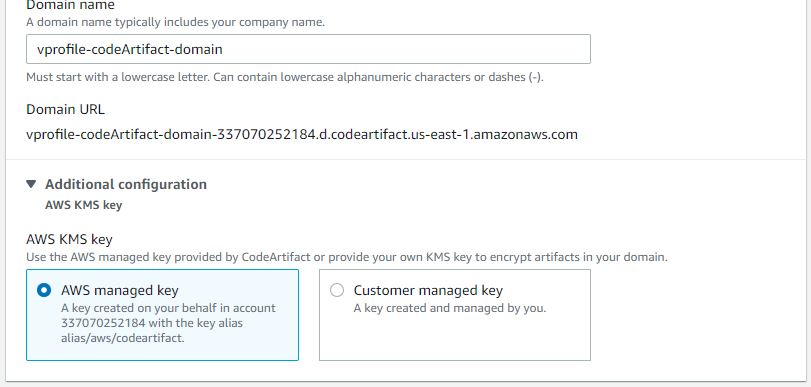 Domain name
A domain name typically includes your company name.
vprofile-codeArtifact-domain
Must start with a lowercase letter. Can contain lowercase alphanumeric characters or dashes (-).
Domain URL
vprofile-codeArtifact-domain-337070252184.d.codeartifact.us-east-1.amazonaws.com
Additional configuration
AWS KMS key
AWS KMS key
Use the AWS managed key provided by CodeArtifact or provide your own KMS key to encrypt artifacts in your domain.
AWS managed key
A key created on your behalf in account
337070252184 with the key alias
alias/aws/codeartifact.
Customer managed key
A key created and managed by you.